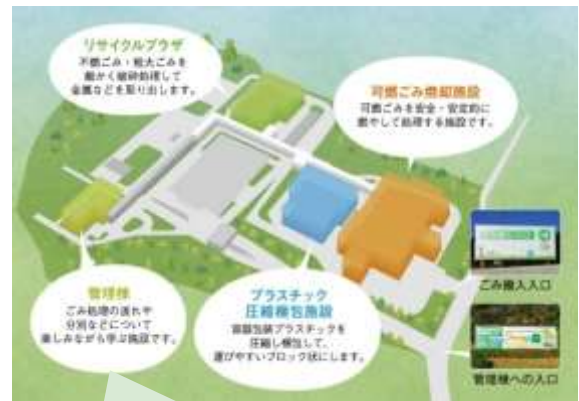 リサイクルプラザ
不燃ごみ・粗大ごみを
細かく破砕処理して
金属などを取り出します。
可燃ごみ焼却施設
可燃ごみを安全・安定的に
燃やして処理する施設です。
管理棟
ごみ処理の流れや
分別などについて
楽しみながら学ぶ施設です。
プラスチック
圧縮梱包施設
容器包装プラスチックを
圧縮し梱包して、
運びやすいブロック状にします。
ごみ搬入入口
管理棟への入口